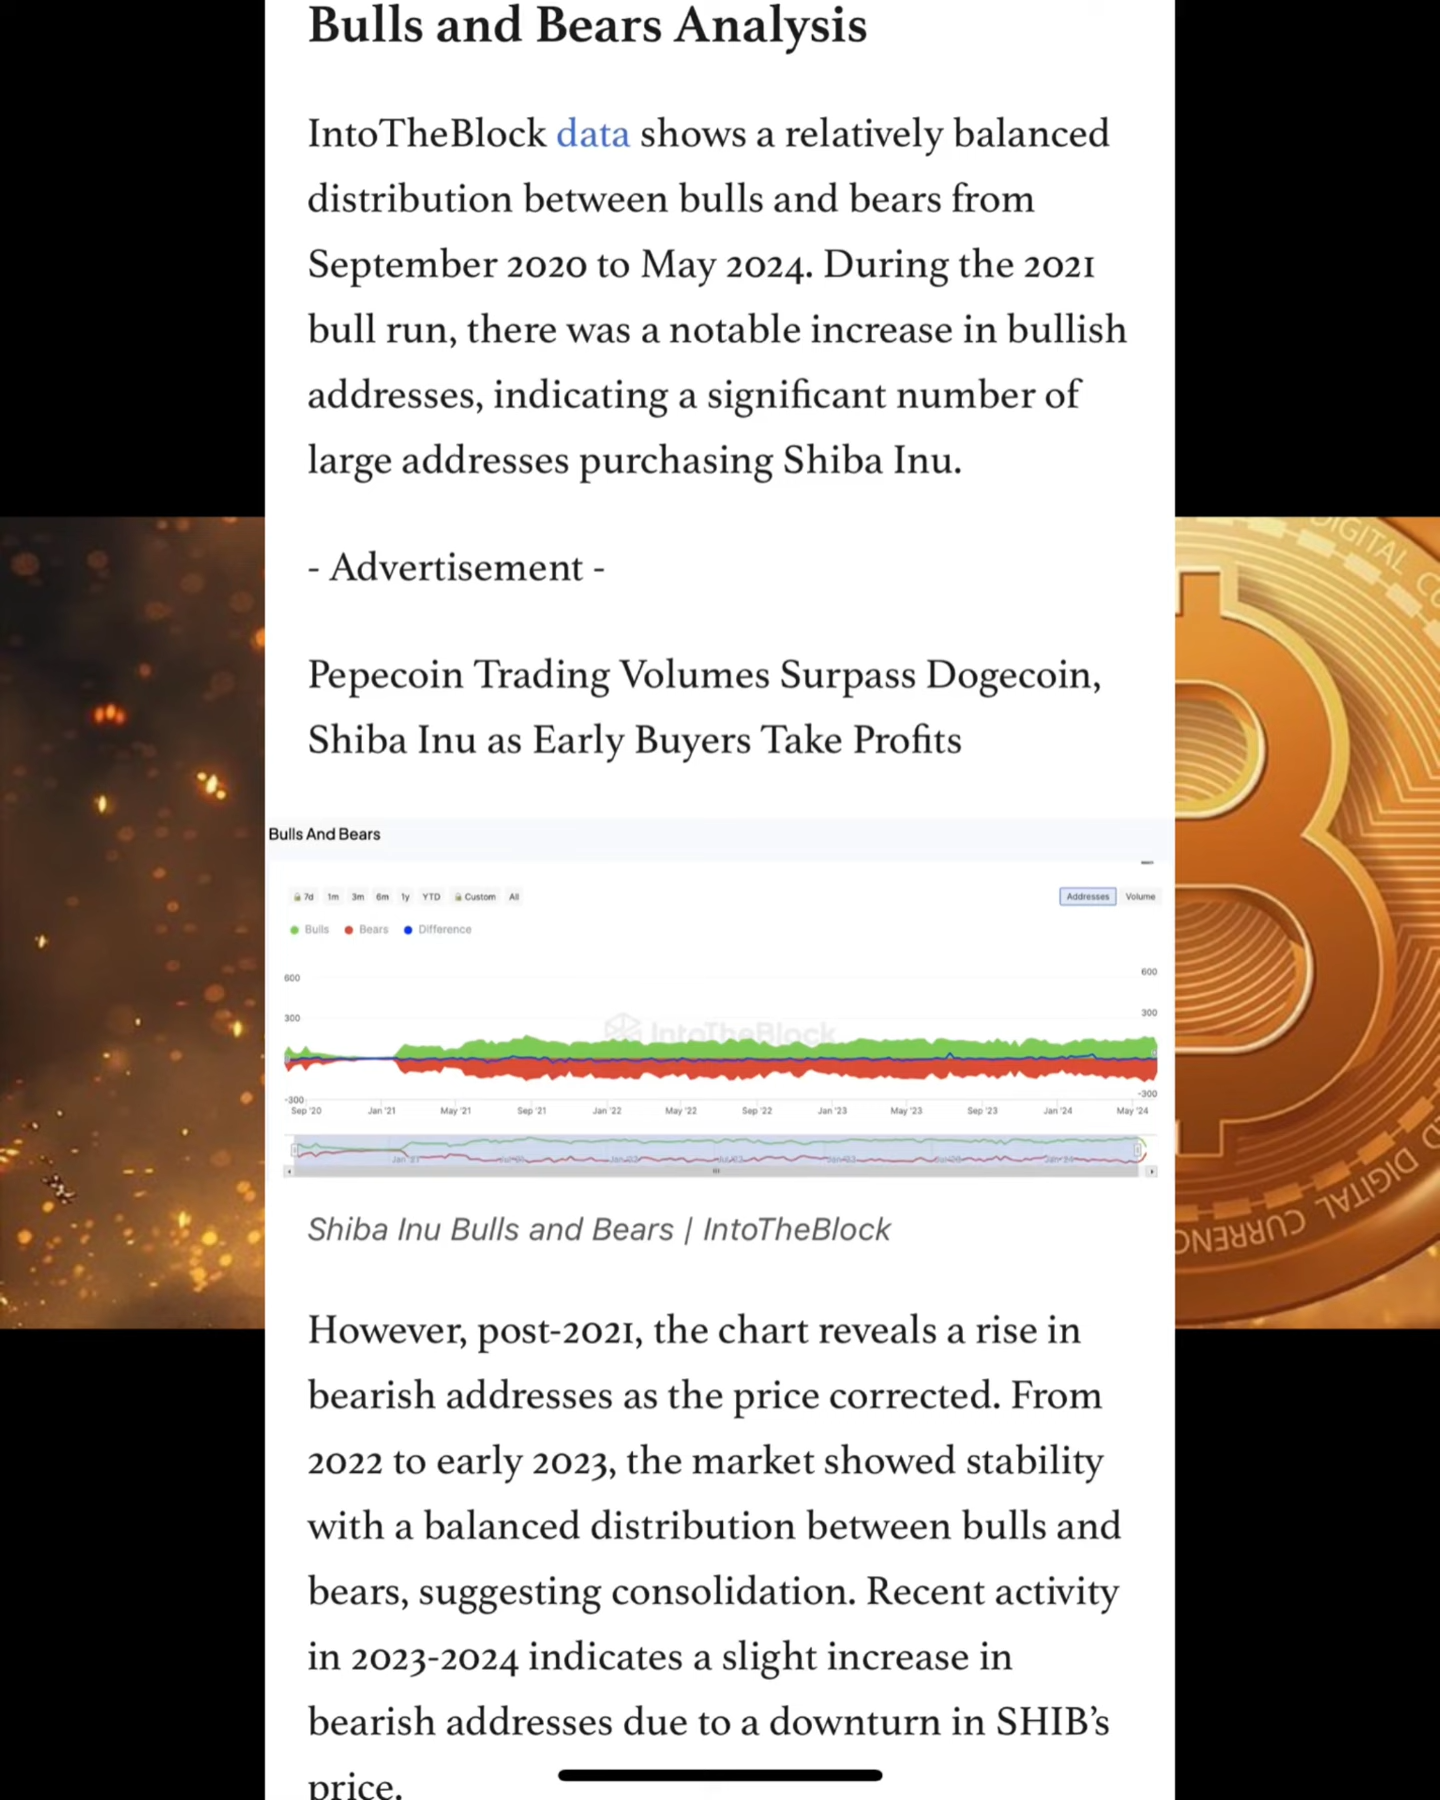 Bulls and Bears Analysis
IntoTheBlock data shows a relatively balanced
distribution between bulls and bears from
September 2020 to May 2024. During the 2021
bull run, there was a notable increase in bullish
addresses, indicating a significant number of
large addresses purchasing Shiba Inu.
- Advertisement -
Pepecoin Trading Volumes Surpass Dogecoin,
Shiba Inu as Early Buyers Take Profits
Bulls And Bears
7d 1m 3m 6m 1y YTD Custom All
Addresses Volume
Bulls Bears Difference
600 600
300 300
IntoTheBlock
-300 -300
Sep '20 Jan '21 May '21 Sep '21 Jan '22 May '22 Sep '22 Jan '23 May '23 Sep '23 Jan '24 May '24
Shiba Inu Bulls and Bears | IntoTheBlock
However, post-2021, the chart reveals a rise in
bearish addresses as the price corrected. From
2022 to early 2023, the market showed stability
with a balanced distribution between bulls and
bears, suggesting consolidation. Recent activity
in 2023-2024 indicates a slight increase in
bearish addresses due to a downturn in SHIB's
price.
DIGITAL
DIGITAL